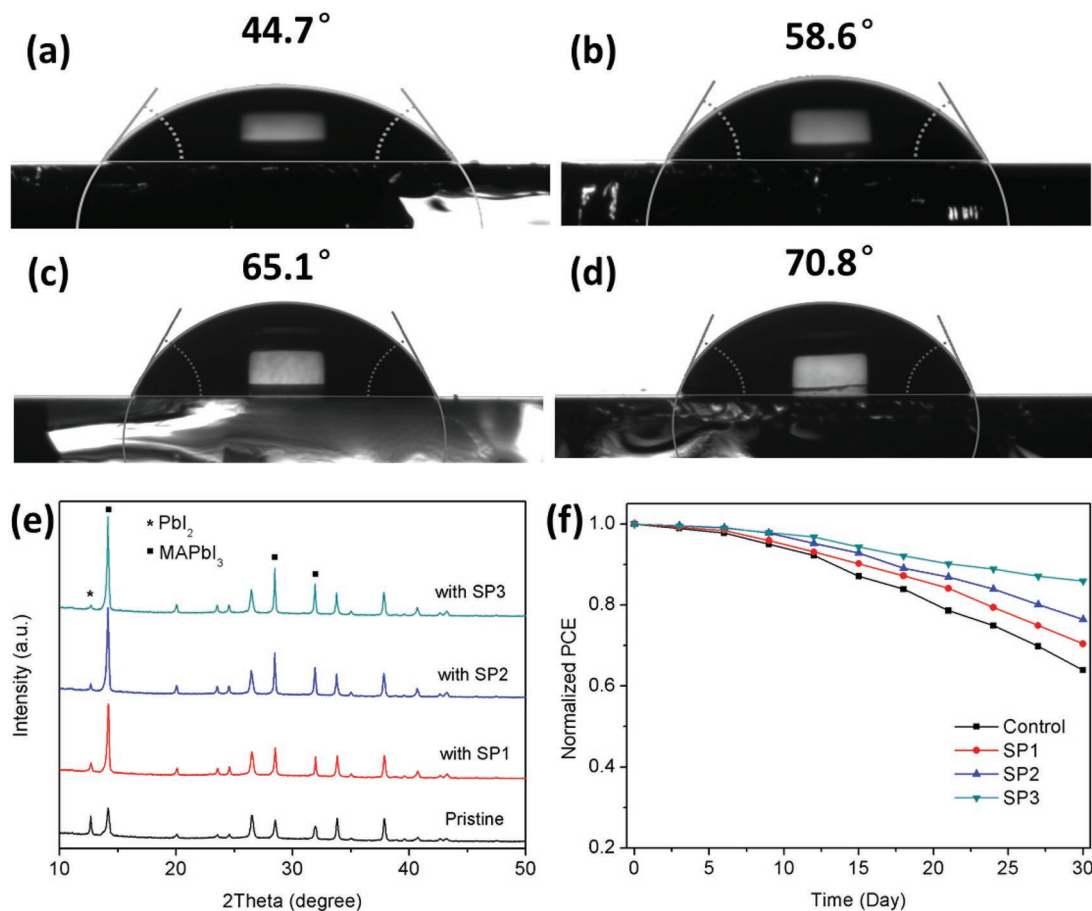 (a)
44.7°
(b)
58.6°
(c)
65.1°
(d)
70.8°
(e)
* PbI₂
▪ MAPbI₃
*
with SP3
with SP2
with SP1
Pristine
Intensity (a.u.)
10 20 30 40 50
2Theta (degree)
(f)
1.0
0.8
0.6
0.4
0.2
Normalized PCE
Control
SP1
SP2
SP3
0 5 10 15 20 25 30
Time (Day)